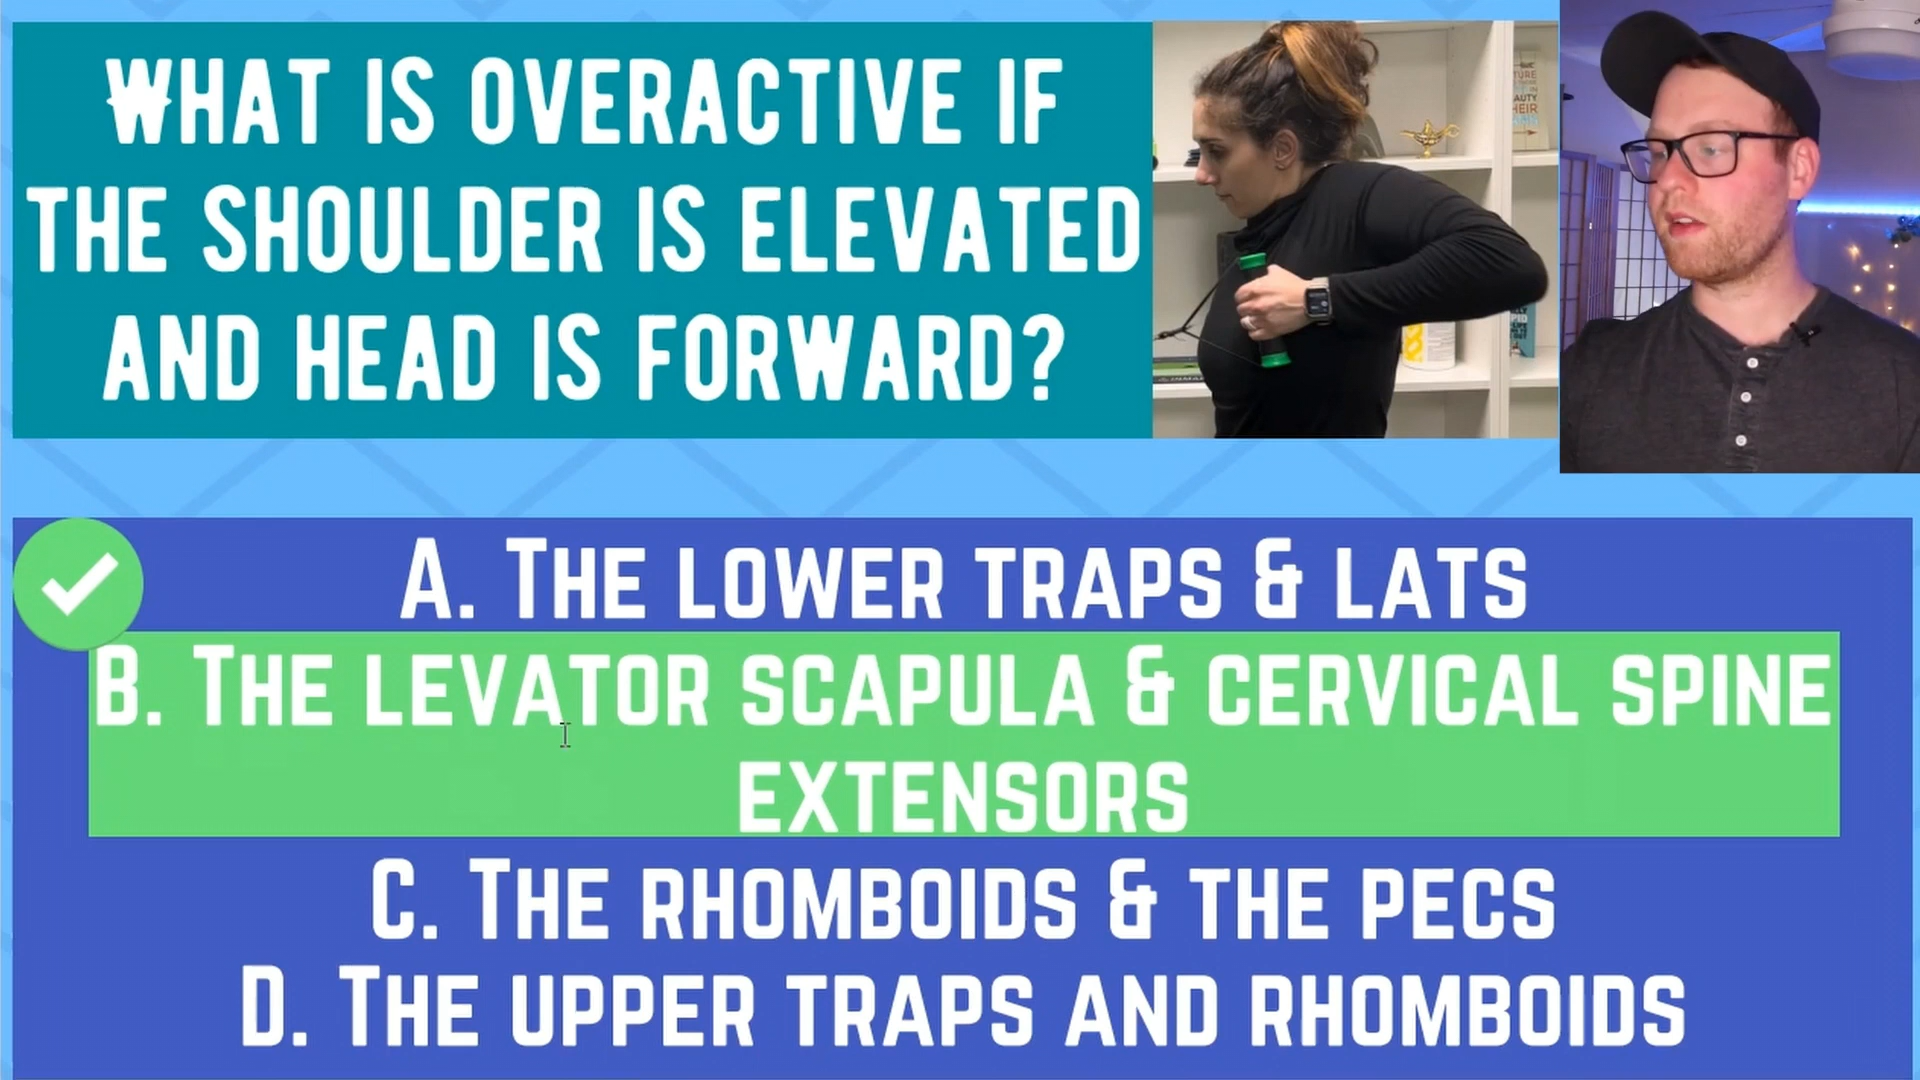 WHAT IS OVERACTIVE IF
THE SHOULDER IS ELEVATED
AND HEAD IS FORWARD?
A. THE LOWER TRAPS & LATS
B. THE LEVATOR SCAPULA & CERVICAL SPINE
EXTENSORS
C. THE RHOMBOIDS & THE PECS
D. THE UPPER TRAPS AND RHOMBOIDS